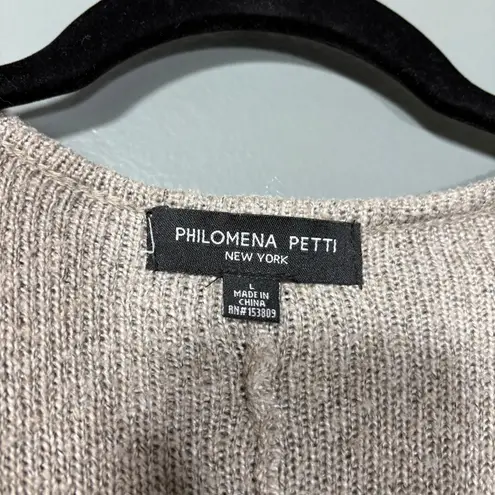 PHILOMENA PETTI
NEW YORK
L
MADE IN
CHINA
RN#153809